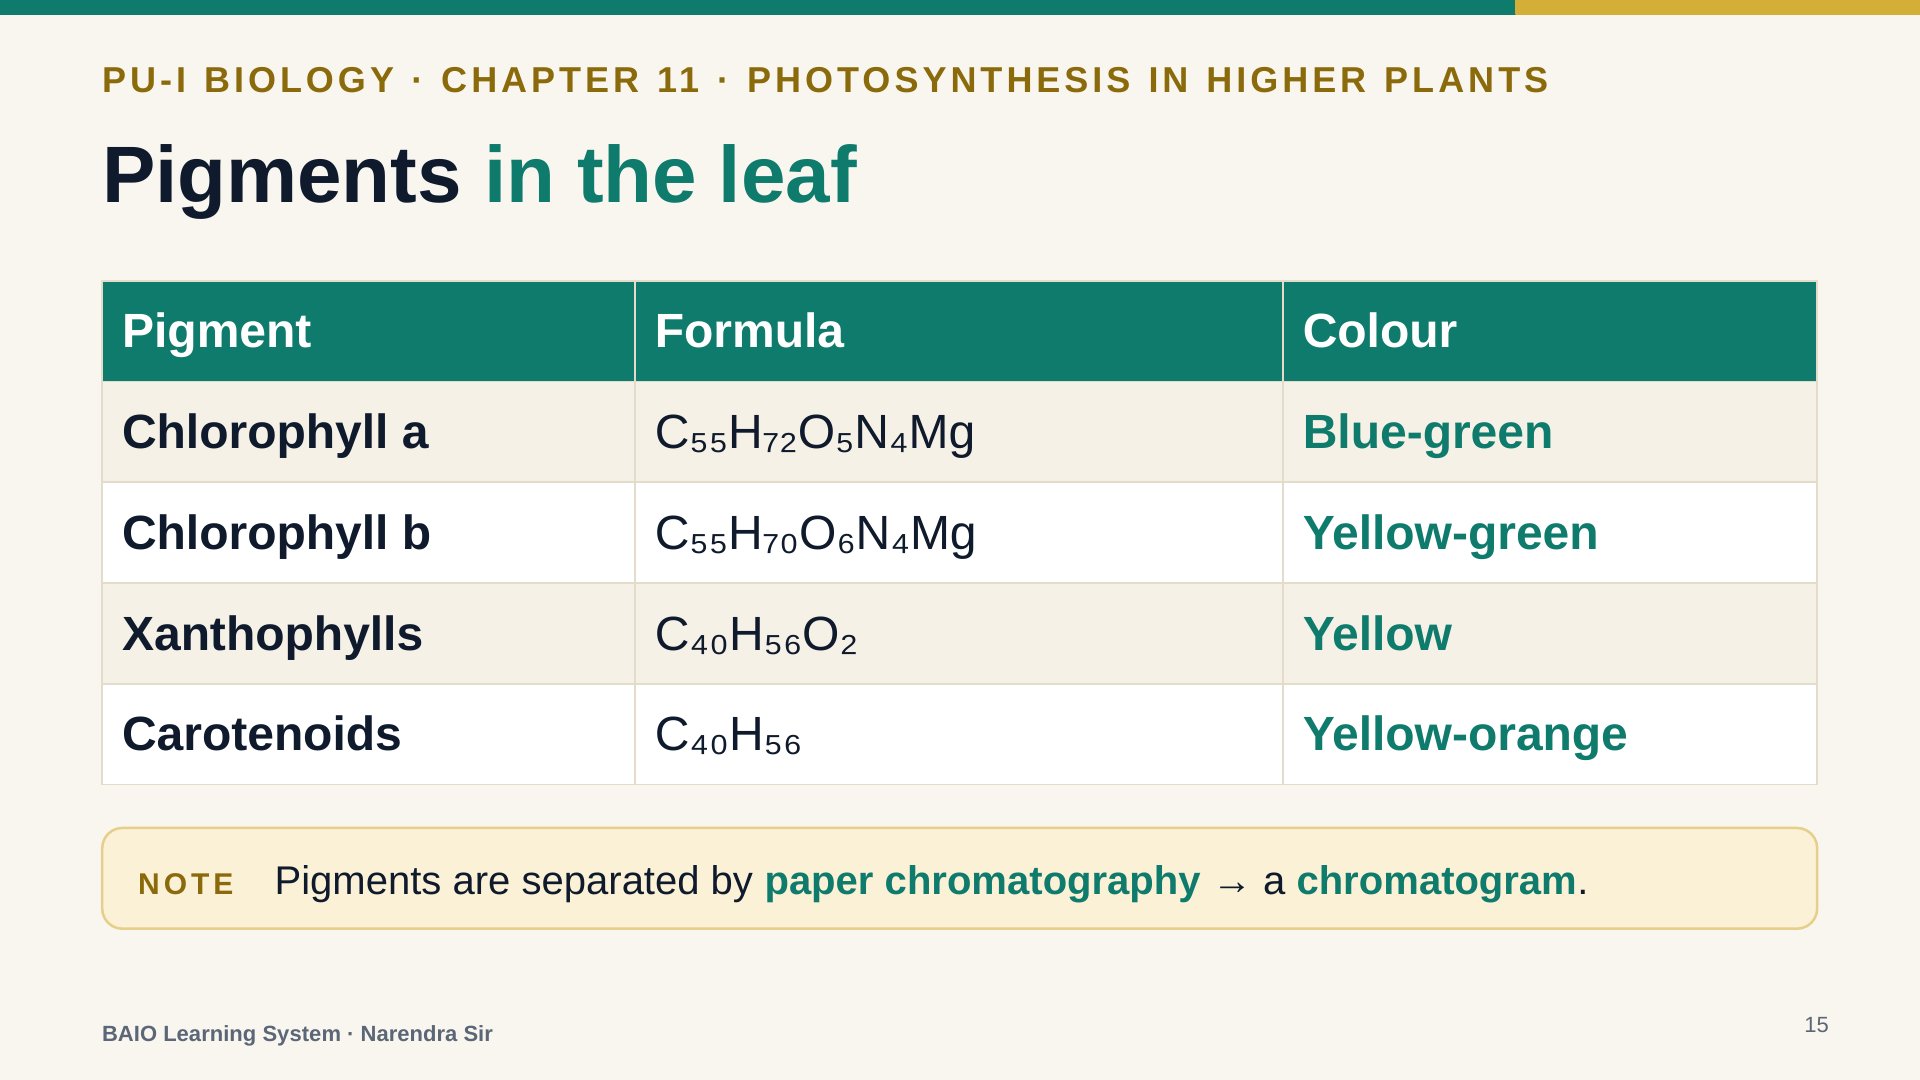 PU-I BIOLOGY · CHAPTER 11 · PHOTOSYNTHESIS IN HIGHER PLANTS
Pigments in the leaf
Pigment Formula Colour
Chlorophyll a C₅₅H₇₂O₅N₄Mg Blue-green
Chlorophyll b C₅₅H₇₀O₆N₄Mg Yellow-green
Xanthophylls C₄₀H₅₆O₂ Yellow
Carotenoids C₄₀H₅₆ Yellow-orange
NOTE Pigments are separated by paper chromatography → a chromatogram.
BAIO Learning System · Narendra Sir
15